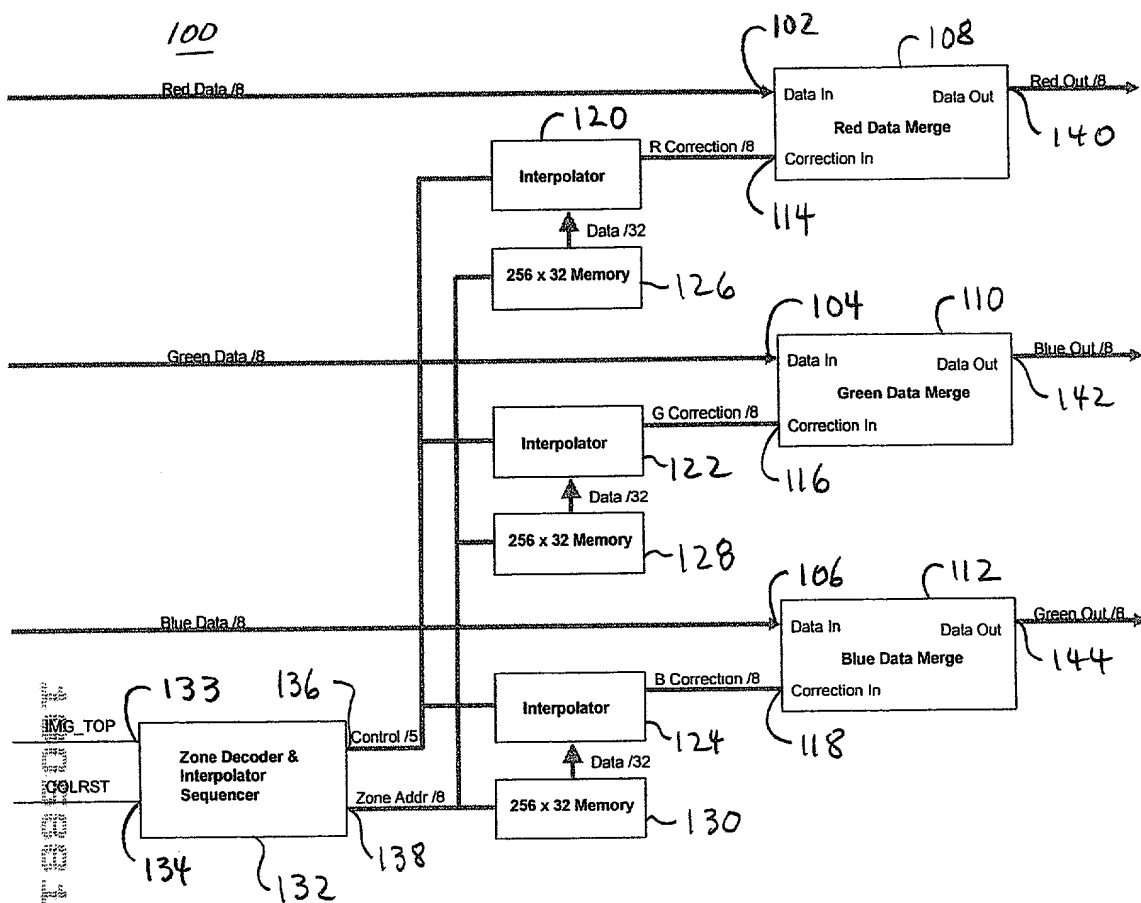 100
102
108
Red Data /8
Data In
Data Out
Red Out /8
120
R Correction /8
Red Data Merge
140
Interpolator
Correction In
114
Data /32
256 x 32 Memory
126
104
110
Green Data /8
Data In
Data Out
Blue Out /8
G Correction /8
Green Data Merge
142
Interpolator
Correction In
122
116
Data /32
256 x 32 Memory
128
106
112
Blue Data /8
Data In
Data Out
Green Out /8
133
136
B Correction /8
Blue Data Merge
144
IMG_TOP
Interpolator
Correction In
Control /5
124
118
Zone Decoder &
Interpolator
Sequencer
Data /32
COLRST
Zone Addr /8
256 x 32 Memory
130
134
138
132